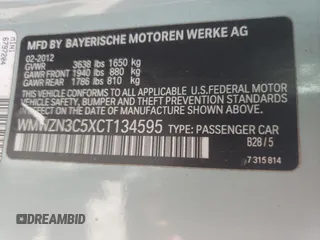 MFD BY BAYERISCHE MOTOREN WERKE AG
02-2012
GVWR 3638 lbs 1650 kg
GAWR FRONT 1940 lbs 880 kg
GAWR REAR 1786 lbs 810 kg
THIS VEHICLE CONFORMS TO ALL APPLICABLE
U.S. FEDERAL MOTOR VEHICLE SAFETY, BUMPER,
AND THEFT PREVENTION STANDARDS IN EFFECT
ON THE DATE OF MANUFACTURE SHOWN ABOVE.
WMWZN3C5XCT134595 TYPE: PASSENGER CAR
B28 / 5
7 315 814
MINI
6797284